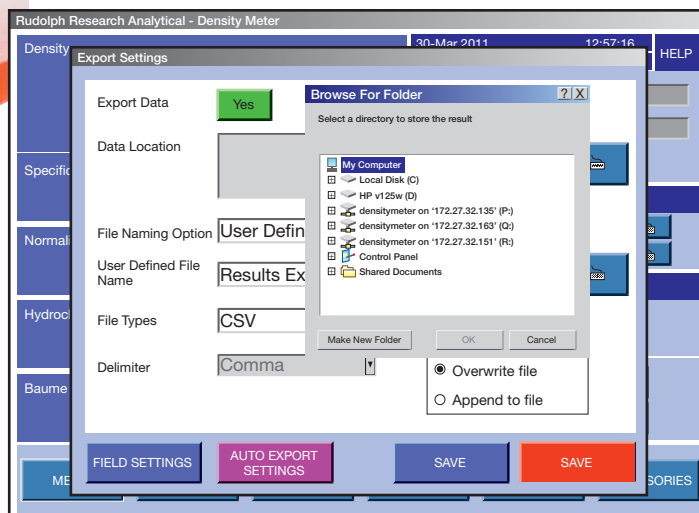 Rudolph Research Analytical - Density Meter
Density
30-Mar 2011 12:57:16
HELP
Export Settings
Export Data
Yes
Data Location
File Naming Option
User Defin
User Defined File
Name
Results Ex
File Types
CSV
Delimiter
Comma
Browse For Folder
? X
Select a directory to store the result
My Computer
Local Disk (C)
HP v125w (D)
densitymeter on '172.27.32.135' (P:)
densitymeter on '172.27.32.163' (Q:)
densitymeter on '172.27.32.151' (R:)
Control Panel
Shared Documents
Make New Folder
OK
Cancel
Overwrite file
Append to file
FIELD SETTINGS
AUTO EXPORT
SETTINGS
SAVE
SAVE
Specific
Normal
Hydrocl
Baume
ME
SORIES